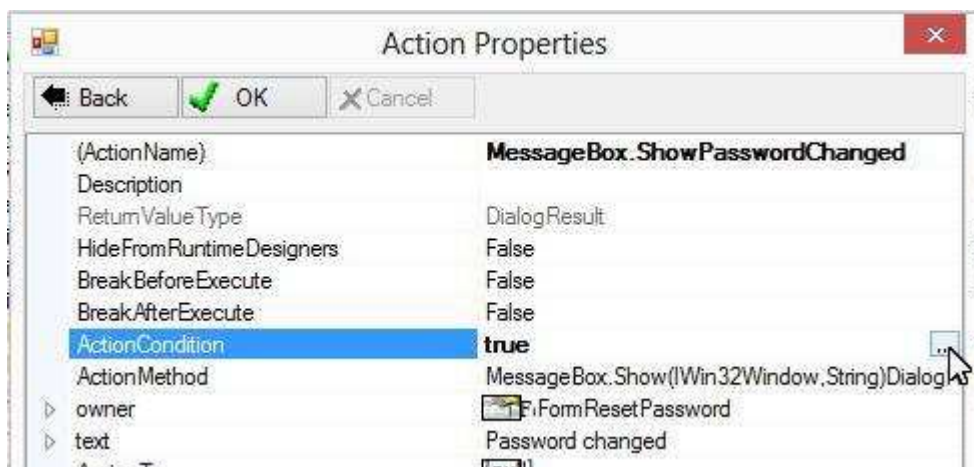 Action Properties
Back OK Cancel
(ActionName) MessageBox.ShowPasswordChanged
Description
ReturnValueType DialogResult
HideFromRuntimeDesigners False
BreakBeforeExecute False
BreakAfterExecute False
ActionCondition true ...
ActionMethod MessageBox.Show(IWin32Window,String)Dialog
owner FormResetPassword
text Password changed